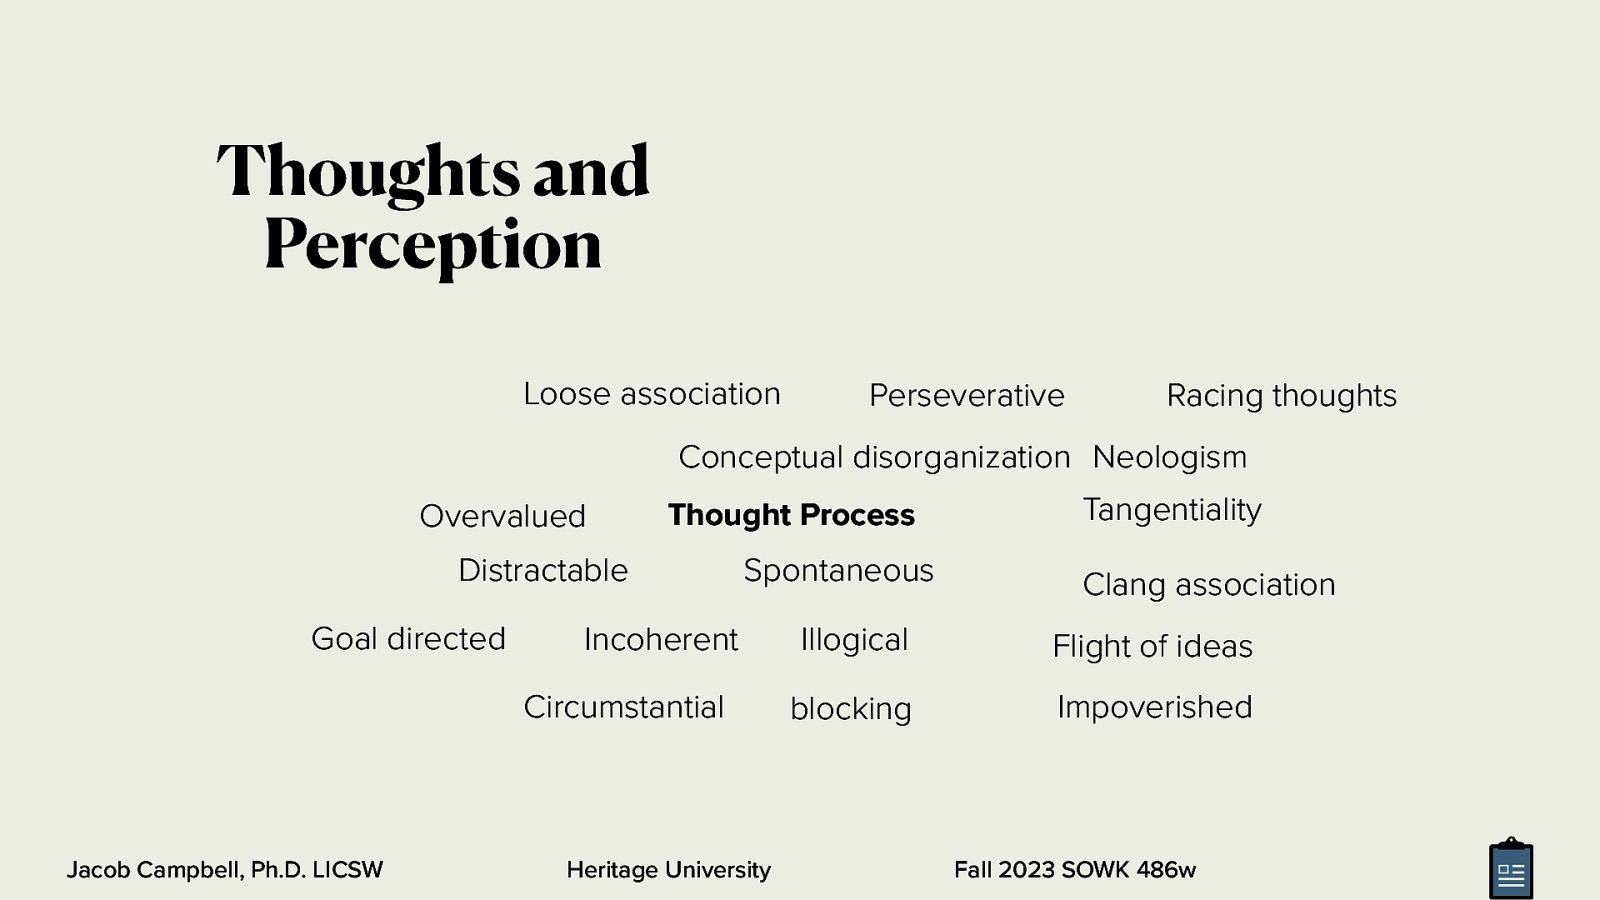 Thoughts and
Perception
Loose association
Perseverative
Racing thoughts
Conceptual disorganization
Neologism
Overvalued
Thought Process
Tangentiality
Distractable
Spontaneous
Clang association
Goal directed
Incoherent
Illogical
Flight of ideas
Circumstantial
blocking
Impoverished
Jacob Campbell, Ph.D. LICSW
Heritage University
Fall 2023 SOWK 486w